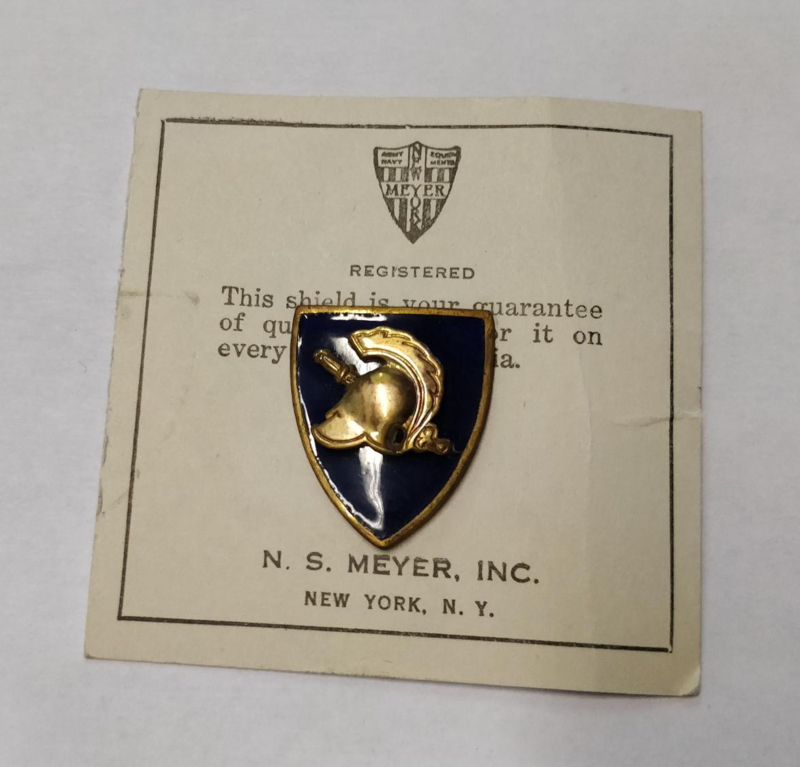 ARMY NAVY EQUIP MENTS
NEW YORK
MEYER
REGISTERED
This shield is your guarantee
of qu or it on
every ia.
N. S. MEYER, INC.
NEW YORK, N. Y.